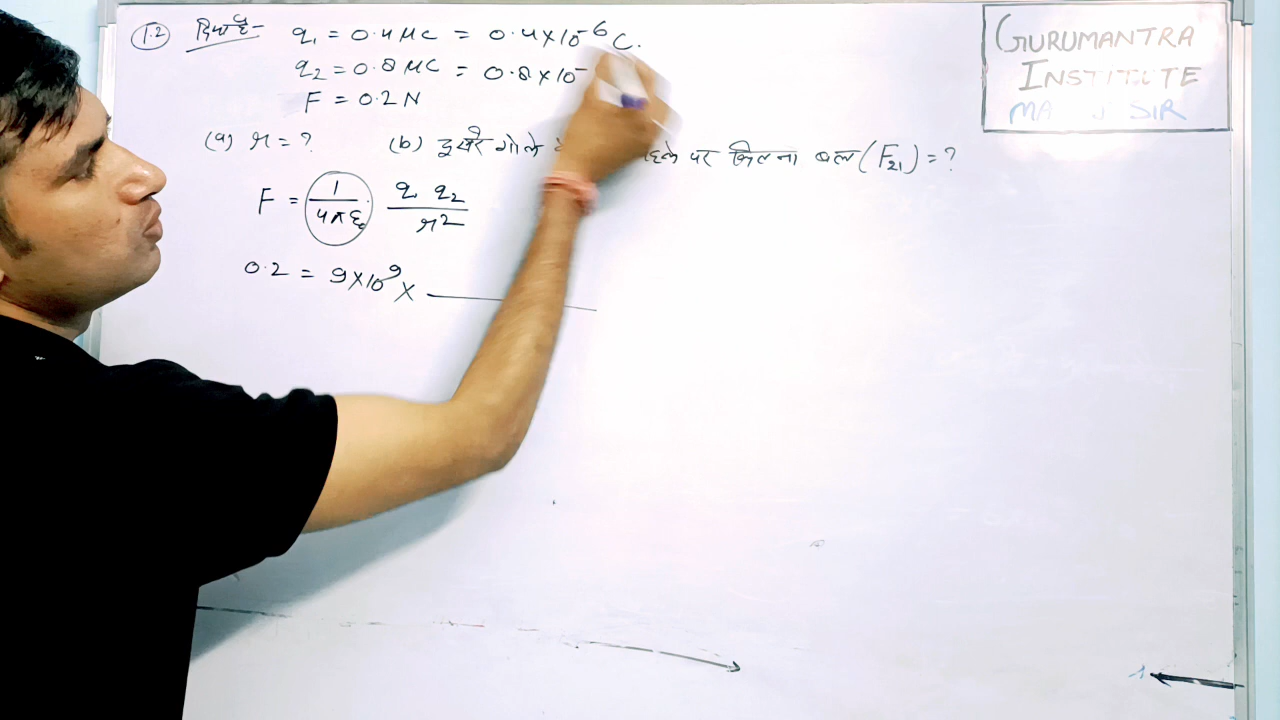 1.2 दिया है- q₁ = 0.4 μC = 0.4×10⁻⁶ C.
q₂ = 0.8 μC = 0.8×10⁻
F = 0.2 N
(a) r = ? (b) दूसरे गोले पर कितना बल (F₂₁) = ?
F = 1/4πε₀ q₁ q₂/r²
0.2 = 9×10⁹ ×
GURUMANTRA
INSTITUTE
MA SIR